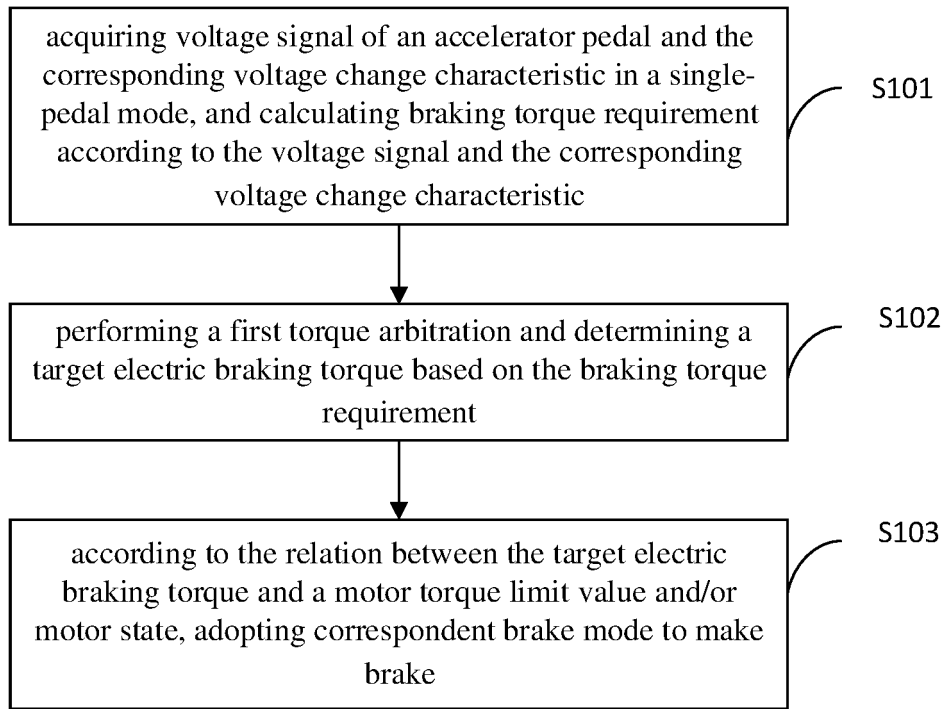 acquiring voltage signal of an accelerator pedal and the
corresponding voltage change characteristic in a single-
pedal mode, and calculating braking torque requirement
according to the voltage signal and the corresponding
voltage change characteristic
S101
performing a first torque arbitration and determining a
target electric braking torque based on the braking torque
requirement
S102
according to the relation between the target electric
braking torque and a motor torque limit value and/or
motor state, adopting correspondent brake mode to make
brake
S103